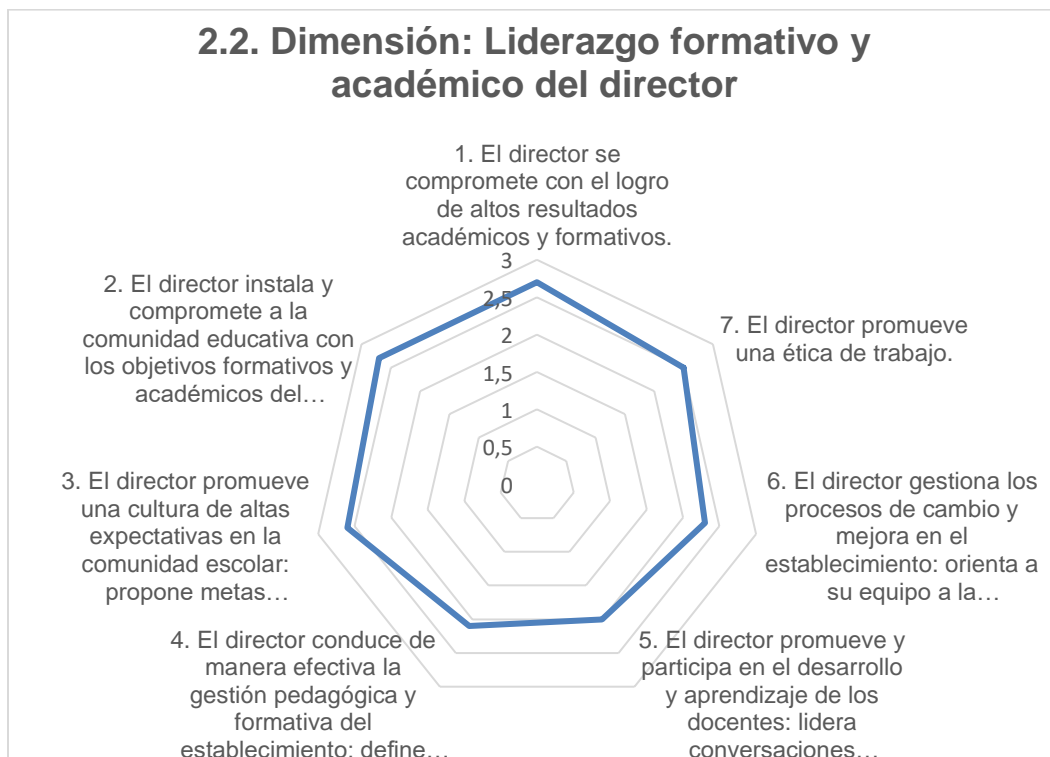 2.2. Dimensión: Liderazgo formativo y
académico del director
1. El director se
compromete con el logro
de altos resultados
académicos y formativos.
2. El director instala y
compromete a la
comunidad educativa con
los objetivos formativos y
académicos del…
3. El director promueve
una cultura de altas
expectativas en la
comunidad escolar:
propone metas…
4. El director conduce de
manera efectiva la
gestión pedagógica y
formativa del
establecimiento: define…
5. El director promueve y
participa en el desarrollo
y aprendizaje de los
docentes: lidera
conversaciones…
6. El director gestiona los
procesos de cambio y
mejora en el
establecimiento: orienta a
su equipo a la…
7. El director promueve
una ética de trabajo.
3
2,5
2
1,5
1
0,5
0